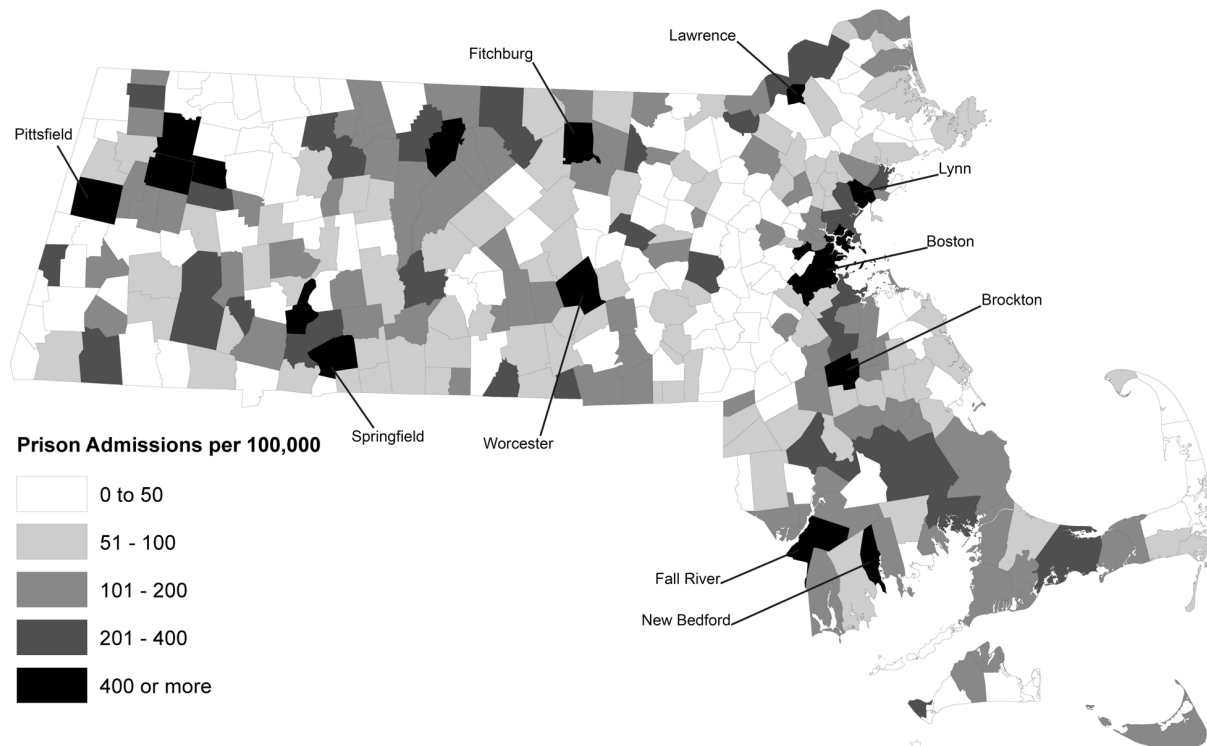 Lawrence
Fitchburg
Pittsfield
Lynn
Boston
Brockton
Springfield
Worcester
Prison Admissions per 100,000
0 to 50
51 - 100
101 - 200
201 - 400
400 or more
Fall River
New Bedford